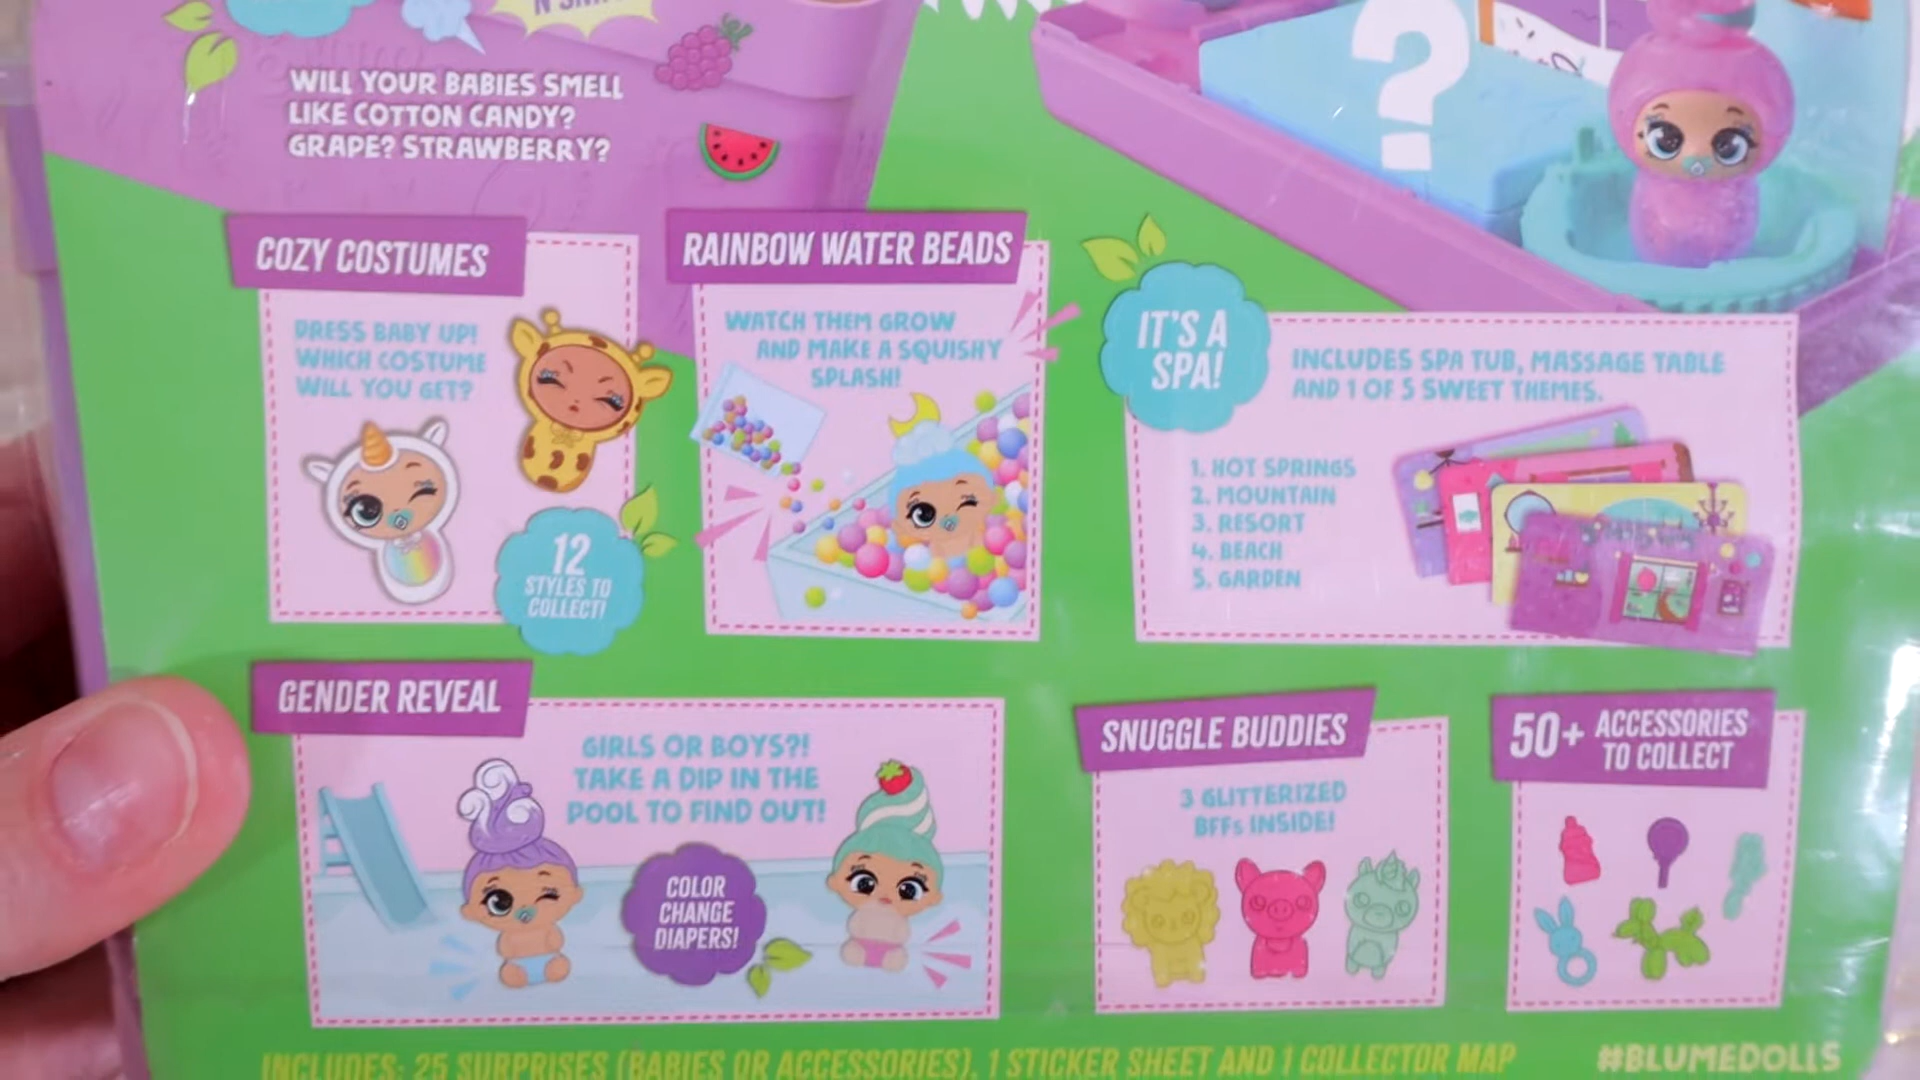 WILL YOUR BABIES SMELL
LIKE COTTON CANDY?
GRAPE? STRAWBERRY?
COZY COSTUMES
DRESS BABY UP!
WHICH COSTUME
WILL YOU GET?
12
STYLES TO
COLLECT!
RAINBOW WATER BEADS
WATCH THEM GROW
AND MAKE A SQUISHY
SPLASH!
?
IT'S A
SPA!
INCLUDES SPA TUB, MASSAGE TABLE
AND 1 OF 5 SWEET THEMES.
1. HOT SPRINGS
2. MOUNTAIN
3. RESORT
4. BEACH
5. GARDEN
GENDER REVEAL
GIRLS OR BOYS?!
TAKE A DIP IN THE
POOL TO FIND OUT!
COLOR
CHANGE
DIAPERS!
SNUGGLE BUDDIES
3 GLITTERIZED
BFFs INSIDE!
50+ ACCESSORIES
TO COLLECT
INCLUDES: 25 SURPRISES (BABIES OR ACCESSORIES), 1 STICKER SHEET AND 1 COLLECTOR MAP
#BLUMEDOLLS